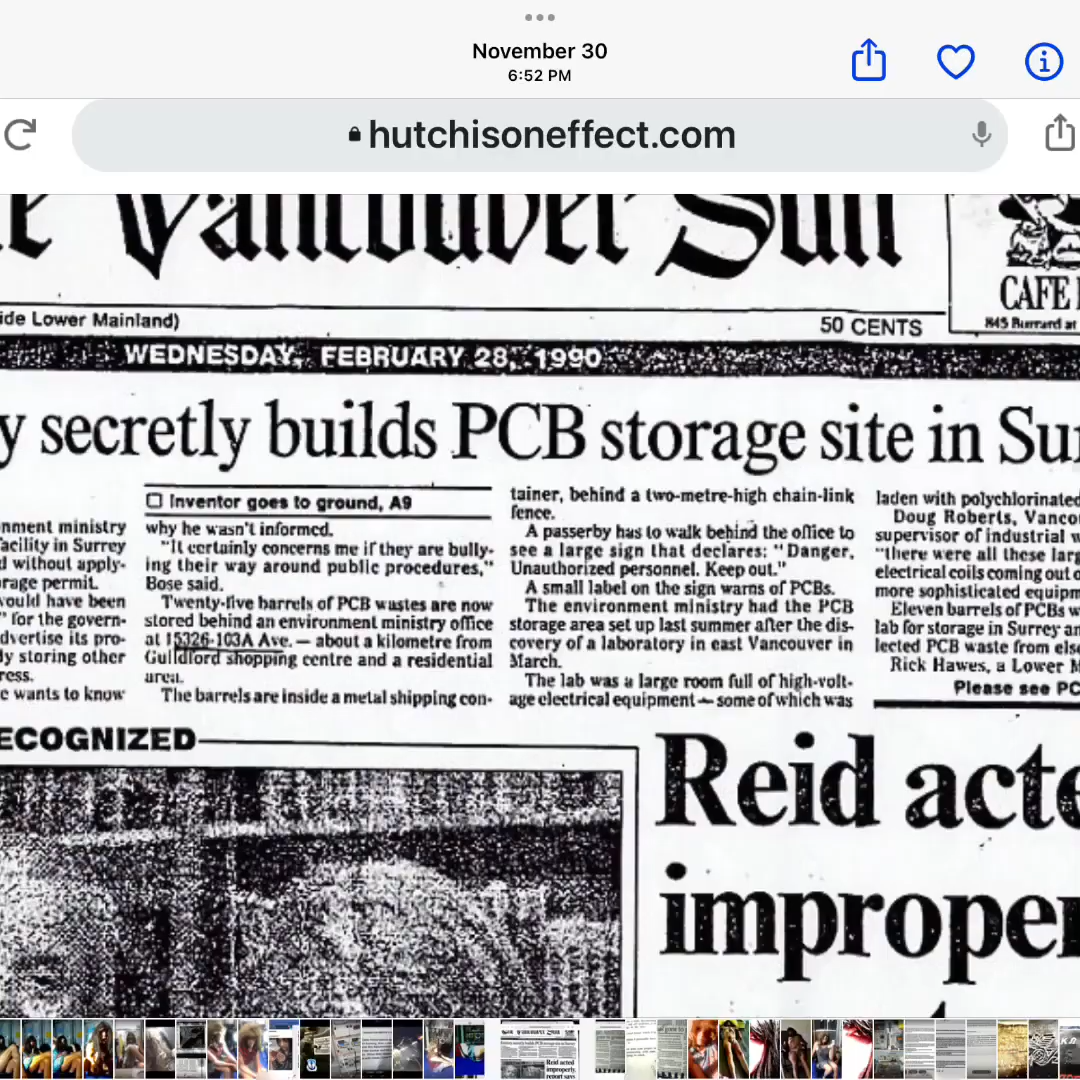 November 30
6:52 PM
hutchisoneffect.com
Vancouver Sun
CAFE
845 Burrard at
ide Lower Mainland)
50 CENTS
WEDNESDAY, FEBRUARY 28, 1990
y secretly builds PCB storage site in Su
nment ministry
acility in Surrey
d without apply-
rage permit.
would have been
" for the govern-
dvertise its pro-
ly storing other
ress.
e wants to know
☐ Inventor goes to ground, A9
why he wasn't informed.
"It certainly concerns me if they are bully-
ing their way around public procedures,"
Bose said.
Twenty-five barrels of PCB wastes are now
stored behind an environment ministry office
at 15326-103A Ave. — about a kilometre from
Guildford shopping centre and a residential
area.
The barrels are inside a metal shipping con-
tainer, behind a two-metre-high chain-link
fence.
A passerby has to walk behind the office to
see a large sign that declares: "Danger,
Unauthorized personnel. Keep out."
A small label on the sign warns of PCBs.
The environment ministry had the PCB
storage area set up last summer after the dis-
covery of a laboratory in east Vancouver in
March.
The lab was a large room full of high-volt-
age electrical equipment — some of which was
laden with polychlorinated
Doug Roberts, Vanco
supervisor of industrial w
"there were all these larg
electrical coils coming out o
more sophisticated equipm
Eleven barrels of PCBs w
lab for storage in Surrey an
lected PCB waste from else
Rick Hawes, a Lower M
Please see PC
ECOGNIZED
Reid acte
improper